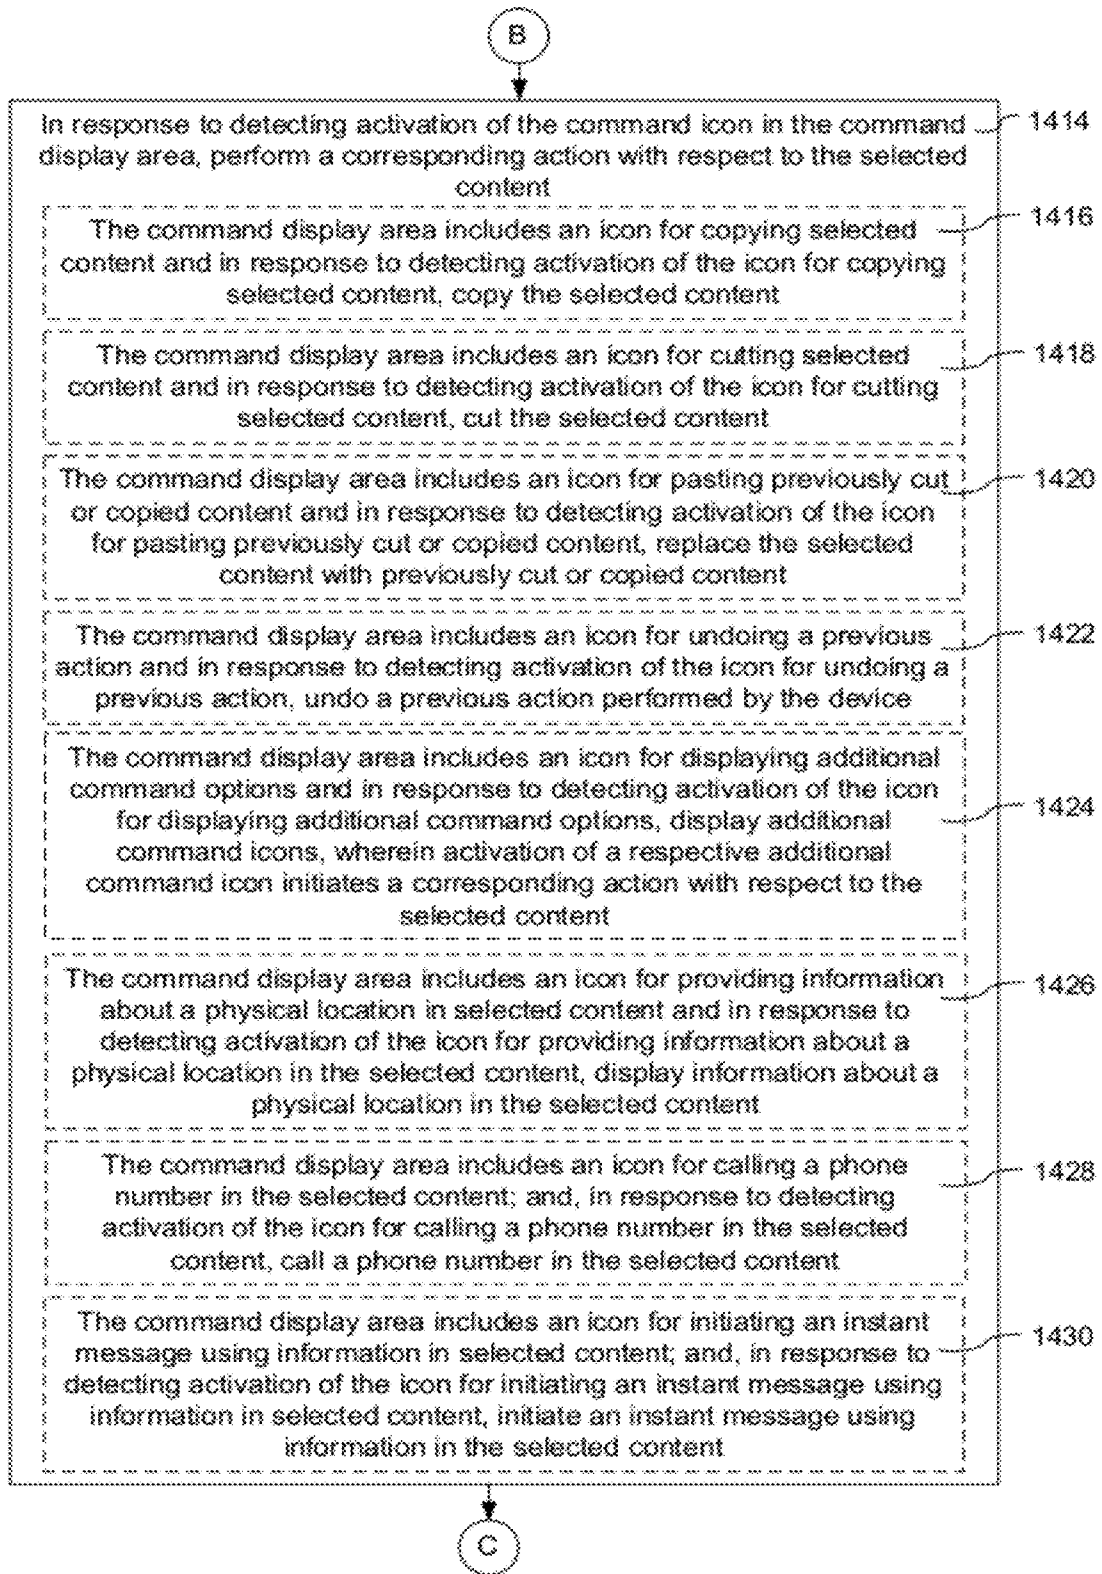 B
In response to detecting activation of the command icon in the command
1414
display area, perform a corresponding action with respect to the selected
content
The command display area includes an icon for copying selected
1416
content and in response to detecting activation of the icon for copying
selected content, copy the selected content
The command display area includes an icon for cutting selected
1418
content and in response to detecting activation of the icon for cutting
selected content, cut the selected content
The command display area includes an icon for pasting previously cut
1420
or copied content and in response to detecting activation of the icon
for pasting previously cut or copied content, replace the selected
content with previously cut or copied content
The command display area includes an icon for undoing a previous
1422
action and in response to detecting activation of the icon for undoing a
previous action, undo a previous action performed by the device
The command display area includes an icon for displaying additional
command options and in response to detecting activation of the icon
1424
for displaying additional command options, display additional
command icons, wherein activation of a respective additional
command icon initiates a corresponding action with respect to the
selected content
The command display area includes an icon for providing information
1426
about a physical location in selected content and in response to
detecting activation of the icon for providing information about a
physical location in the selected content, display information about a
physical location in the selected content
The command display area includes an icon for calling a phone
1428
number in the selected content; and, in response to detecting
activation of the icon for calling a phone number in the selected
content, call a phone number in the selected content
The command display area includes an icon for initiating an instant
1430
message using information in selected content; and, in response to
detecting activation of the icon for initiating an instant message using
information in selected content, initiate an instant message using
information in the selected content
C